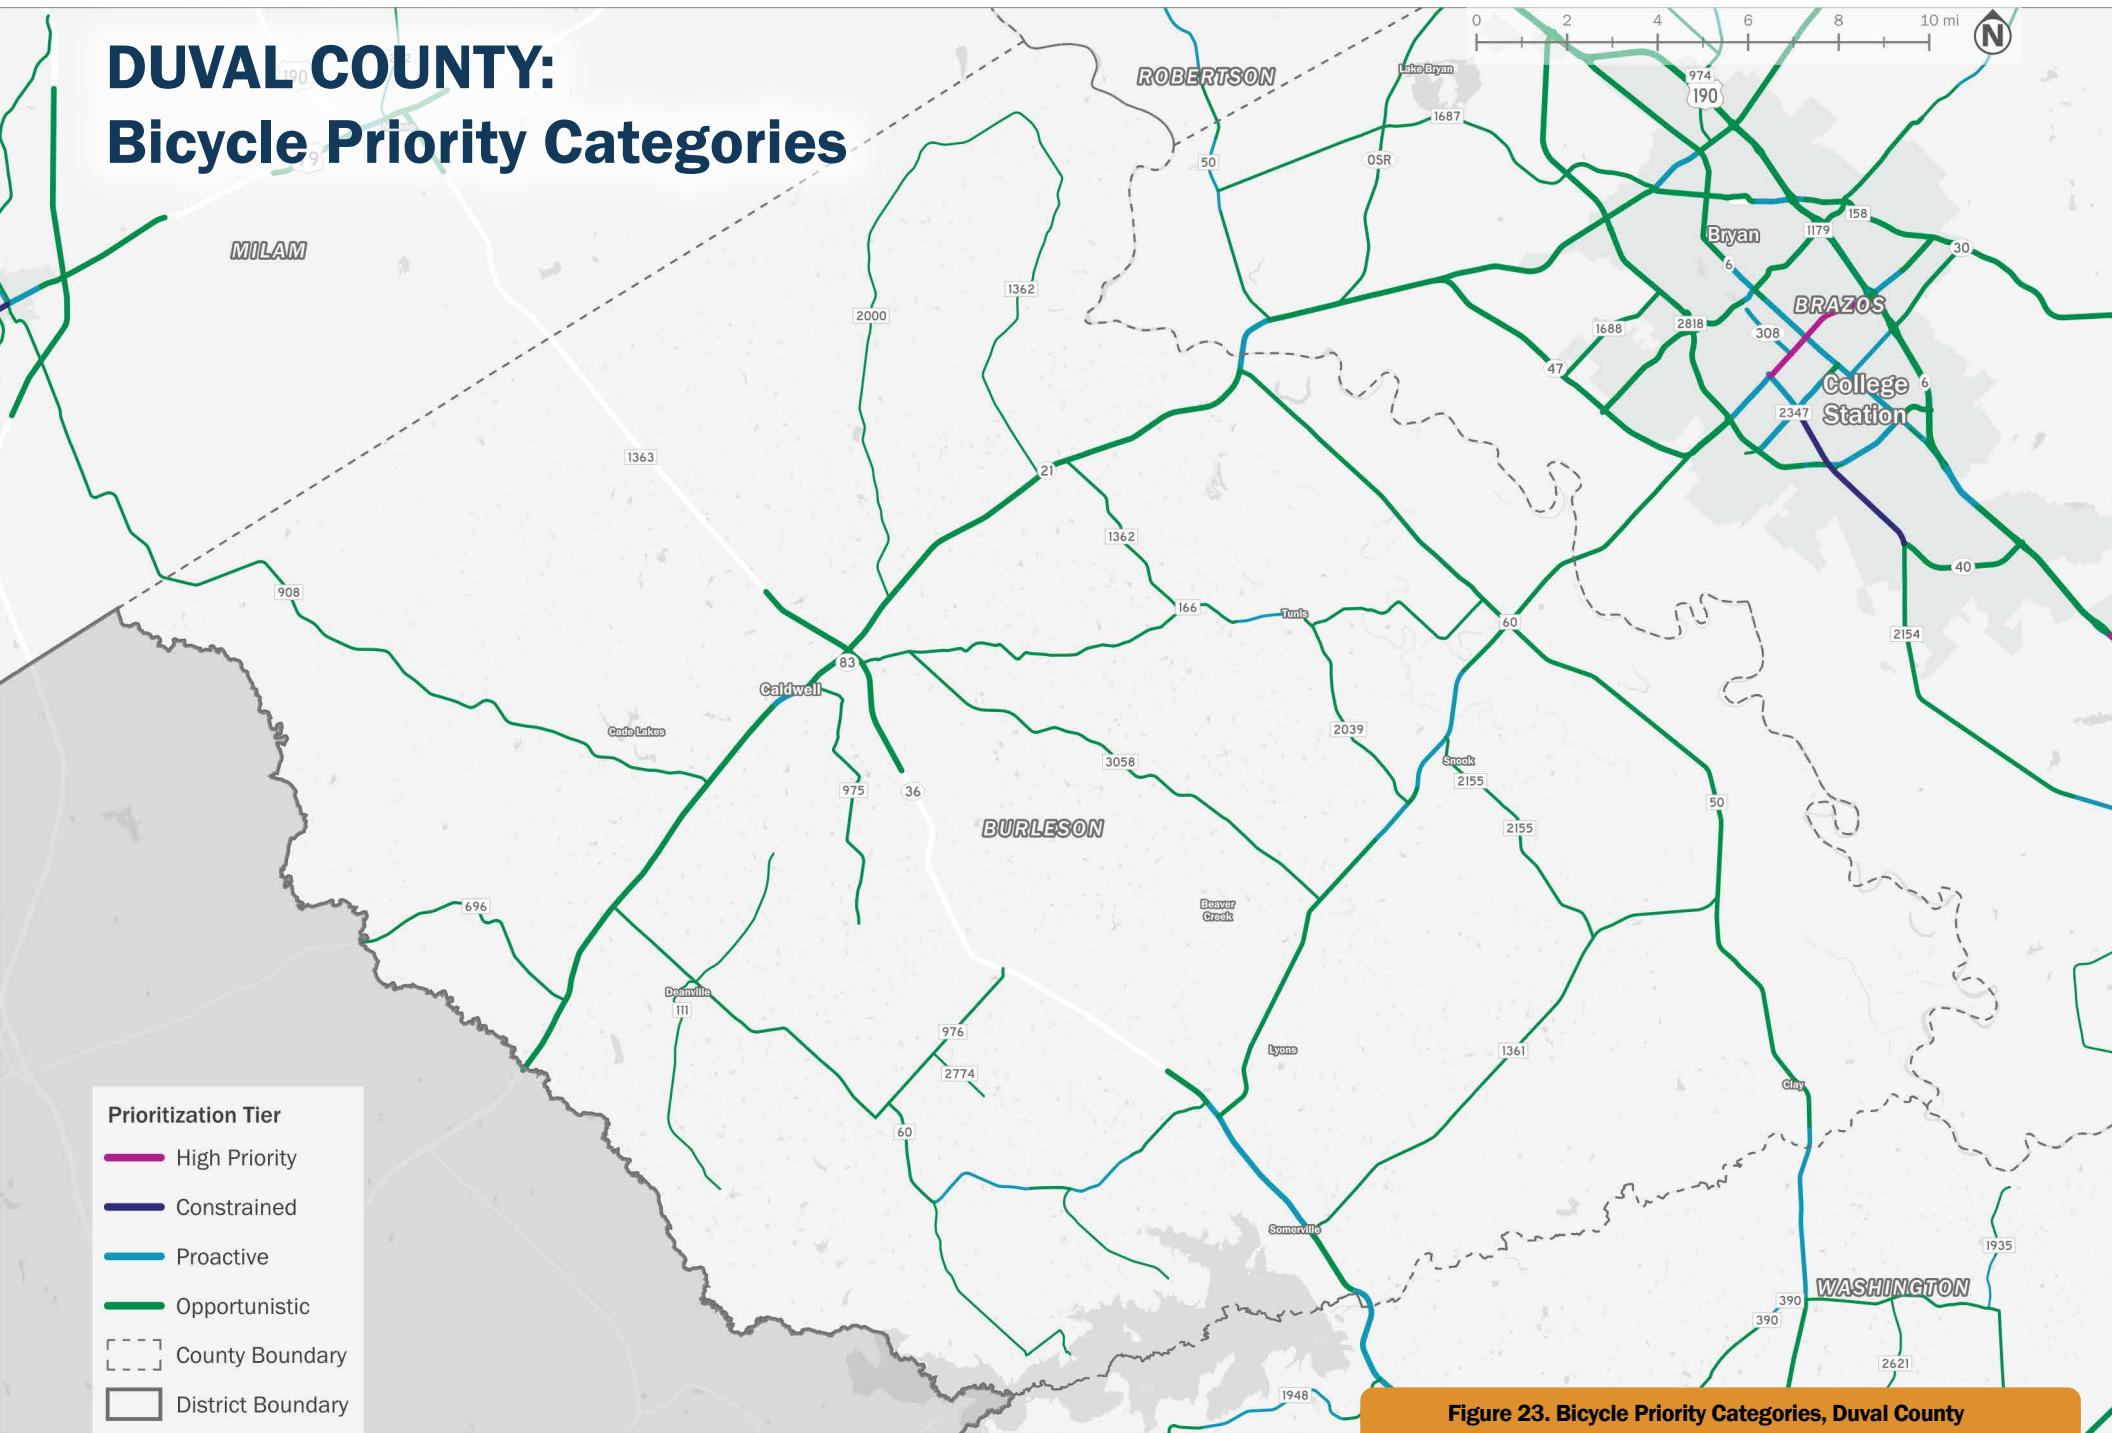 DUVAL COUNTY:
Bicycle Priority Categories
0 2 4 6 8 10 mi
N
ROBERTSON
Lake Bryan
974
190
190
1687
50
OSR
79
MILAM
158
1179
Bryan
30
6
BRAZOS
1362
2000
1688
2818
308
47
College
Station
6
2347
1363
21
1362
908
40
166
Tunis
60
2154
83
Caldwell
Cade Lakes
2039
3058
Snook
2155
975
36
50
BURLESON
2155
696
Beaver
Creek
Deanville
111
976
Lyons
1361
2774
Clay
60
Somerville
1935
WASHINGTON
390
390
2621
1948
Prioritization Tier
High Priority
Constrained
Proactive
Opportunistic
County Boundary
District Boundary
Figure 23. Bicycle Priority Categories, Duval County